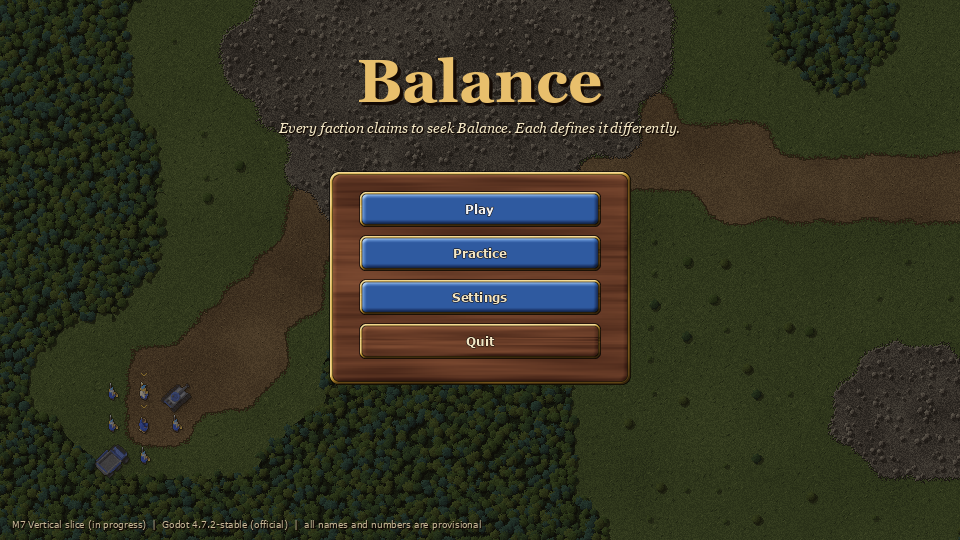 Balance
Every faction claims to seek Balance. Each defines it differently.
Play
Practice
Settings
Quit
M7 Vertical slice (in progress) | Godot 4.7.2-stable (official) | all names and numbers are provisional